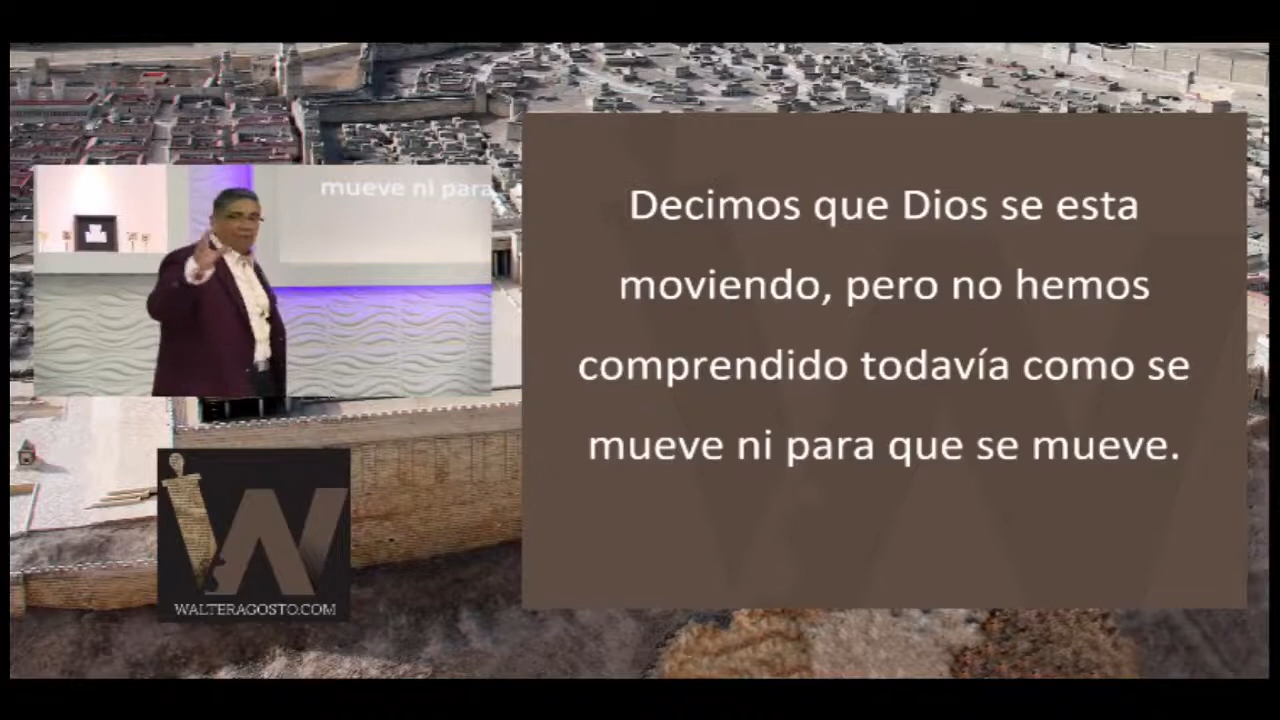 mueve ni para
Decimos que Dios se esta
moviendo, pero no hemos
comprendido todavía como se
mueve ni para que se mueve.
W
WALTERAGOSTO.COM